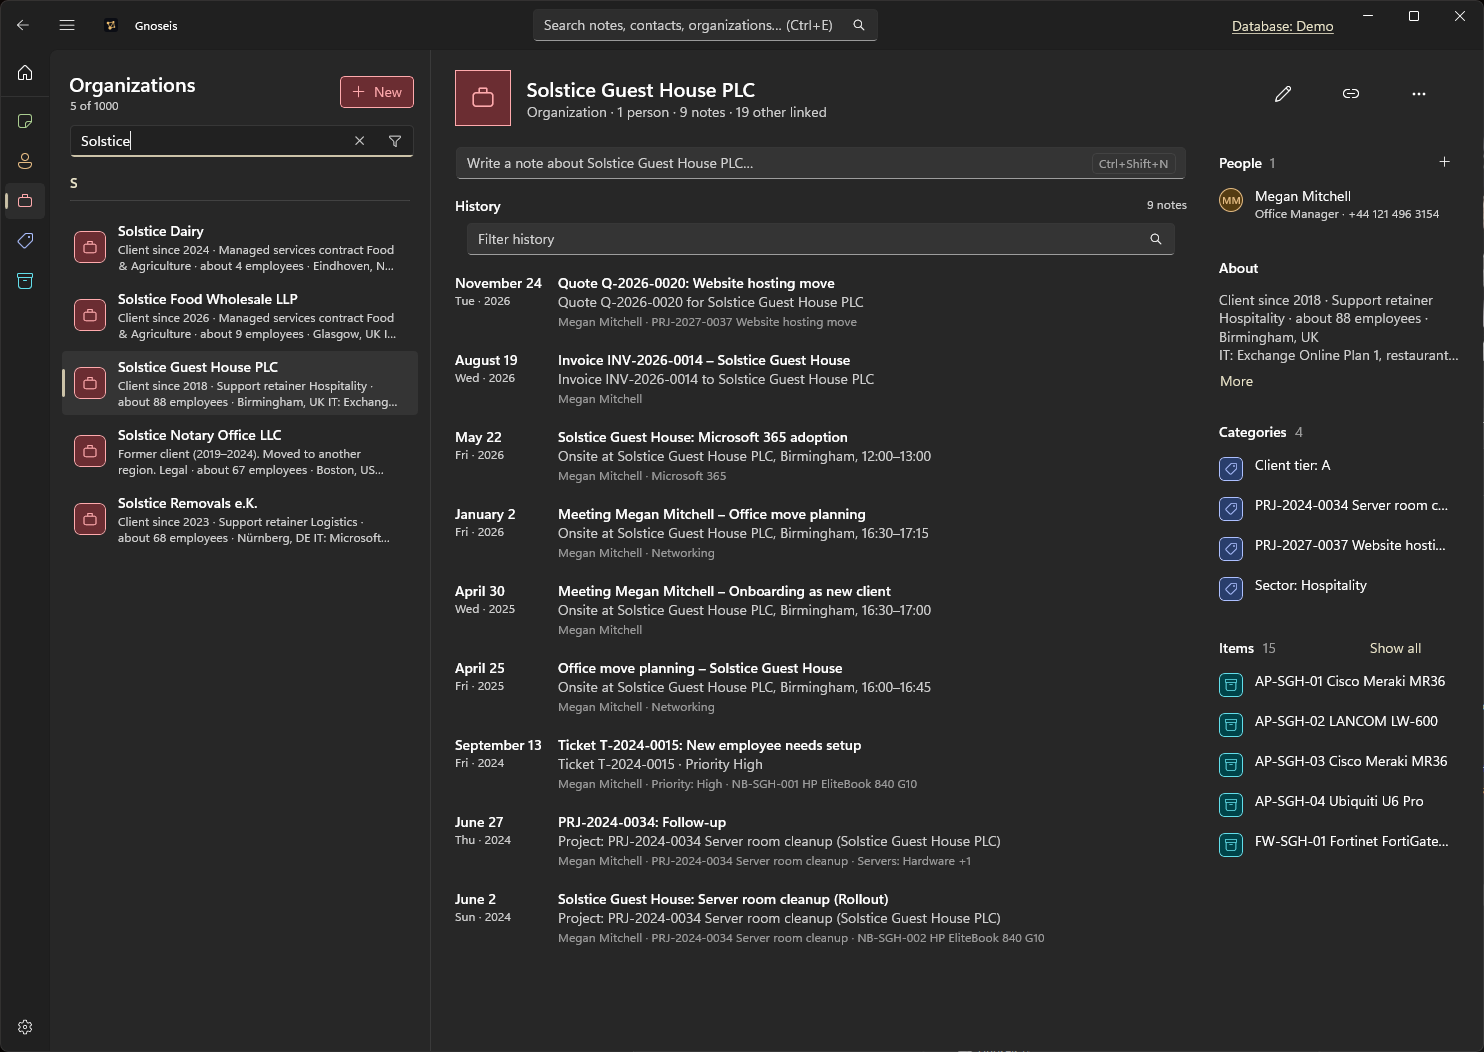 Gnoseis
Search notes, contacts, organizations... (Ctrl+E)
Database: Demo
Organizations
5 of 1000
New
Solstice
S
Solstice Dairy
Client since 2024 · Managed services contract Food
& Agriculture · about 4 employees · Eindhoven, N...
Solstice Food Wholesale LLP
Client since 2026 · Managed services contract Food
& Agriculture · about 9 employees · Glasgow, UK I...
Solstice Guest House PLC
Client since 2018 · Support retainer Hospitality ·
about 88 employees · Birmingham, UK IT: Exchang...
Solstice Notary Office LLC
Former client (2019–2024). Moved to another
region. Legal · about 67 employees · Boston, US...
Solstice Removals e.K.
Client since 2023 · Support retainer Logistics ·
about 68 employees · Nürnberg, DE IT: Microsoft...
Solstice Guest House PLC
Organization · 1 person · 9 notes · 19 other linked
Write a note about Solstice Guest House PLC...
Ctrl+Shift+N
History
9 notes
Filter history
November 24
Tue · 2026
Quote Q-2026-0020: Website hosting move
Quote Q-2026-0020 for Solstice Guest House PLC
Megan Mitchell · PRJ-2027-0037 Website hosting move
August 19
Wed · 2026
Invoice INV-2026-0014 – Solstice Guest House
Invoice INV-2026-0014 to Solstice Guest House PLC
Megan Mitchell
May 22
Fri · 2026
Solstice Guest House: Microsoft 365 adoption
Onsite at Solstice Guest House PLC, Birmingham, 12:00–13:00
Megan Mitchell · Microsoft 365
January 2
Fri · 2026
Meeting Megan Mitchell – Office move planning
Onsite at Solstice Guest House PLC, Birmingham, 16:30–17:15
Megan Mitchell · Networking
April 30
Wed · 2025
Meeting Megan Mitchell – Onboarding as new client
Onsite at Solstice Guest House PLC, Birmingham, 16:30–17:00
Megan Mitchell
April 25
Fri · 2025
Office move planning – Solstice Guest House
Onsite at Solstice Guest House PLC, Birmingham, 16:00–16:45
Megan Mitchell · Networking
September 13
Fri · 2024
Ticket T-2024-0015: New employee needs setup
Ticket T-2024-0015 · Priority High
Megan Mitchell · Priority: High · NB-SGH-001 HP EliteBook 840 G10
June 27
Thu · 2024
PRJ-2024-0034: Follow-up
Project: PRJ-2024-0034 Server room cleanup (Solstice Guest House PLC)
Megan Mitchell · PRJ-2024-0034 Server room cleanup · Servers: Hardware +1
June 2
Sun · 2024
Solstice Guest House: Server room cleanup (Rollout)
Project: PRJ-2024-0034 Server room cleanup (Solstice Guest House PLC)
Megan Mitchell · PRJ-2024-0034 Server room cleanup · NB-SGH-002 HP EliteBook 840 G10
People 1
MM
Megan Mitchell
Office Manager · +44 121 496 3154
About
Client since 2018 · Support retainer
Hospitality · about 88 employees ·
Birmingham, UK
IT: Exchange Online Plan 1, restaurant...
More
Categories 4
Client tier: A
PRJ-2024-0034 Server room c...
PRJ-2027-0037 Website hosti...
Sector: Hospitality
Items 15
Show all
AP-SGH-01 Cisco Meraki MR36
AP-SGH-02 LANCOM LW-600
AP-SGH-03 Cisco Meraki MR36
AP-SGH-04 Ubiquiti U6 Pro
FW-SGH-01 Fortinet FortiGate...